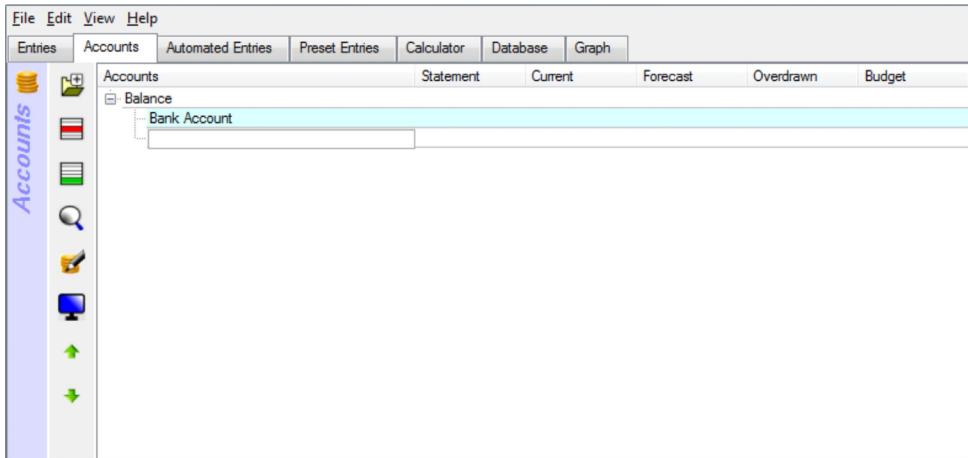 File Edit View Help
Entries Accounts Automated Entries Preset Entries Calculator Database Graph
Accounts
Accounts Statement Current Forecast Overdrawn Budget
Balance
Bank Account